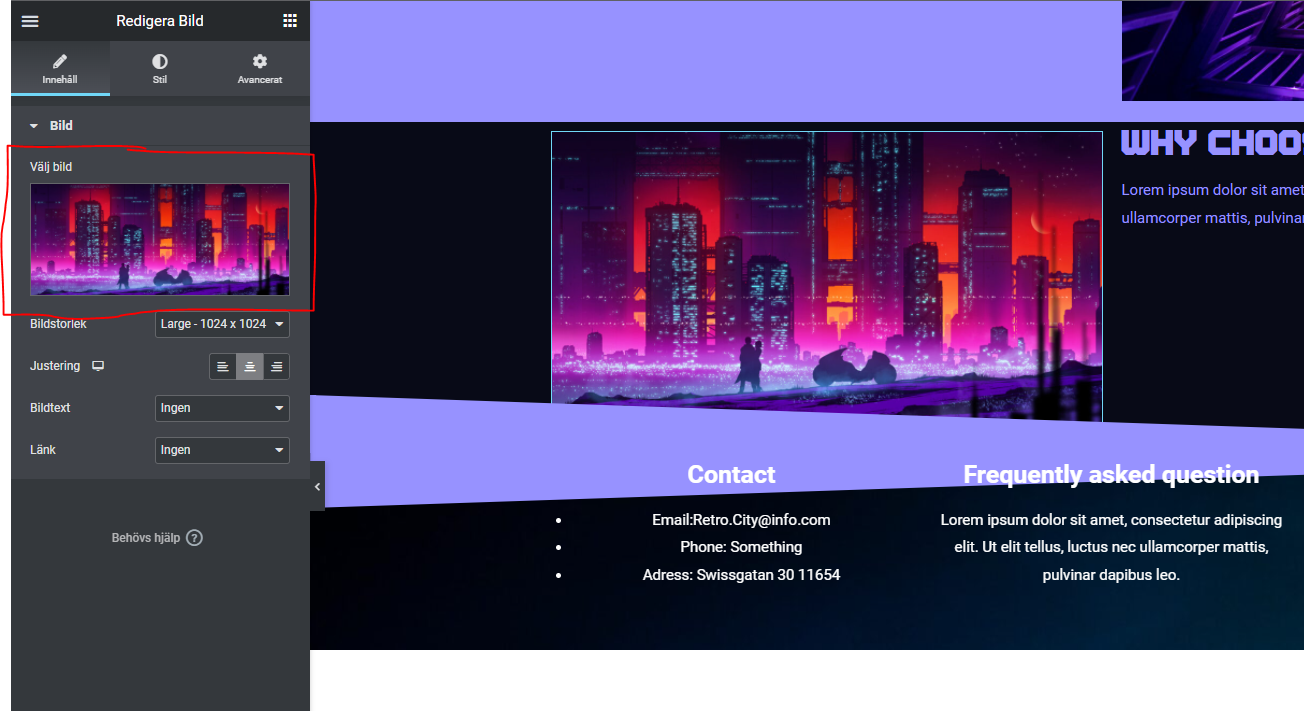 Redigera Bild
Innehåll
Stil
Avancerat
Bild
Välj bild
Bildstorlek
Large - 1024 x 1024
Justering
Bildtext
Ingen
Länk
Ingen
Behövs hjälp ?
WHY CHOOS
Lorem ipsum dolor sit amet
ullamcorper mattis, pulvinar
Contact
Email:Retro.City@info.com
Phone: Something
Adress: Swissgatan 30 11654
Frequently asked question
Lorem ipsum dolor sit amet, consectetur adipiscing
elit. Ut elit tellus, luctus nec ullamcorper mattis,
pulvinar dapibus leo.